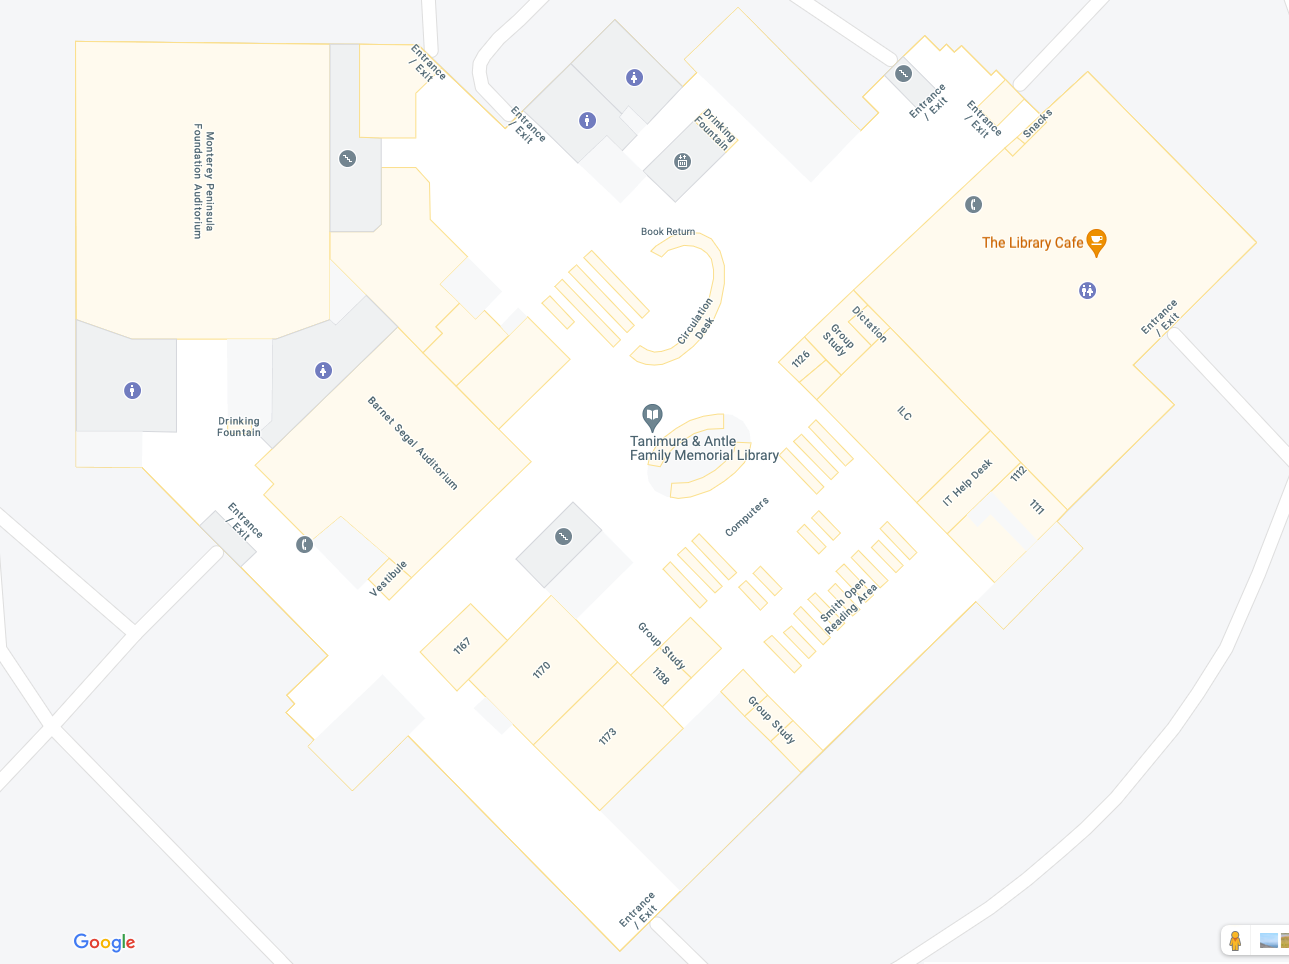 Entrance
/ Exit
Entrance
/ Exit
Drinking
Fountain
Entrance
/ Exit
Entrance
/ Exit
Snacks
Monterey Peninsula
Foundation Auditorium
Book Return
The Library Cafe
Circulation
Desk
Dictation
Group
Study
1126
Entrance
/ Exit
ILC
Barnet Segal Auditorium
Drinking
Fountain
Tanimura & Antle
Family Memorial Library
IT Help Desk
1112
1111
Computers
Entrance
/ Exit
Vestibule
Smith Open
Reading Area
1167
1170
Group Study
1138
1173
Group Study
Entrance
/ Exit
Google